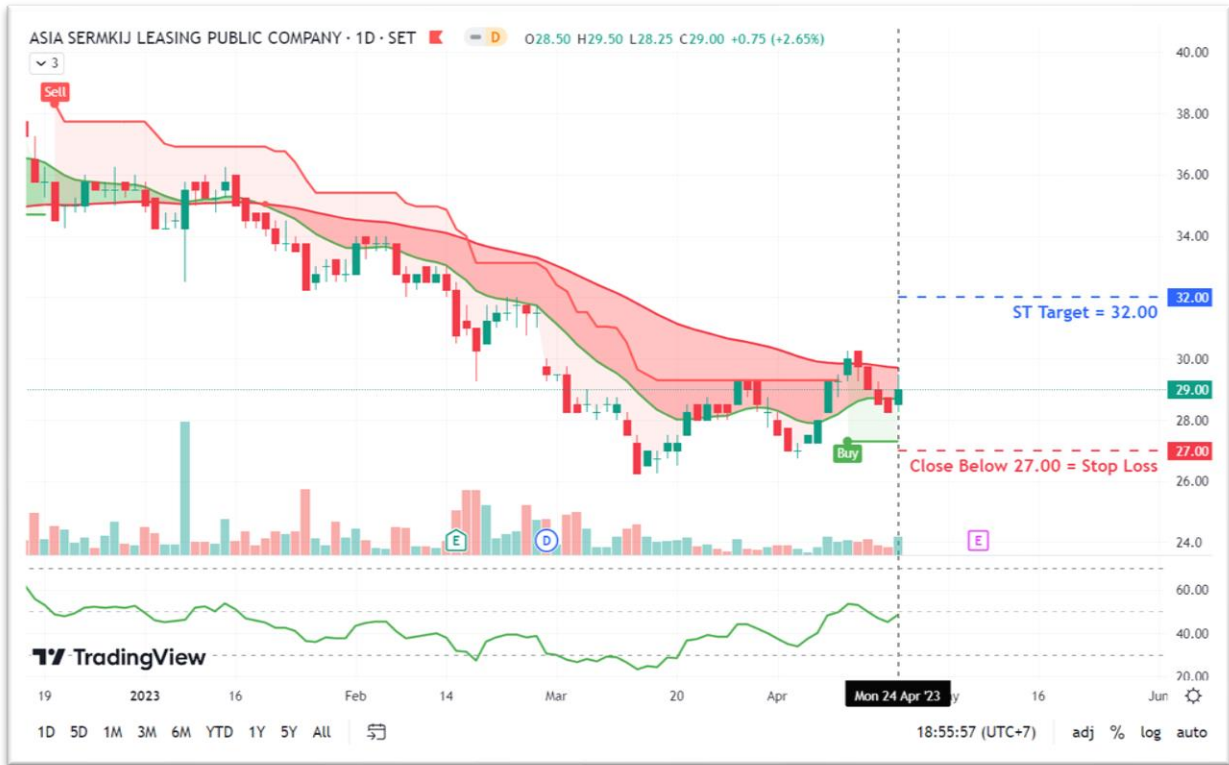 ASIA SERMKIJ LEASING PUBLIC COMPANY · 1D · SET D O28.50 H29.50 L28.25 C29.00 +0.75 (+2.65%)
3
Sell
40.00
38.00
36.00
34.00
32.00
ST Target = 32.00
30.00
29.00
28.00
Buy
27.00
Close Below 27.00 = Stop Loss
26.00
E D E
24.0
60.00
40.00
TradingView
20.00
19 2023 16 Feb 14 Mar 20 Apr Mon 24 Apr '23 16 Jun
1D 5D 1M 3M 6M YTD 1Y 5Y All 18:55:57 (UTC+7) adj % log auto